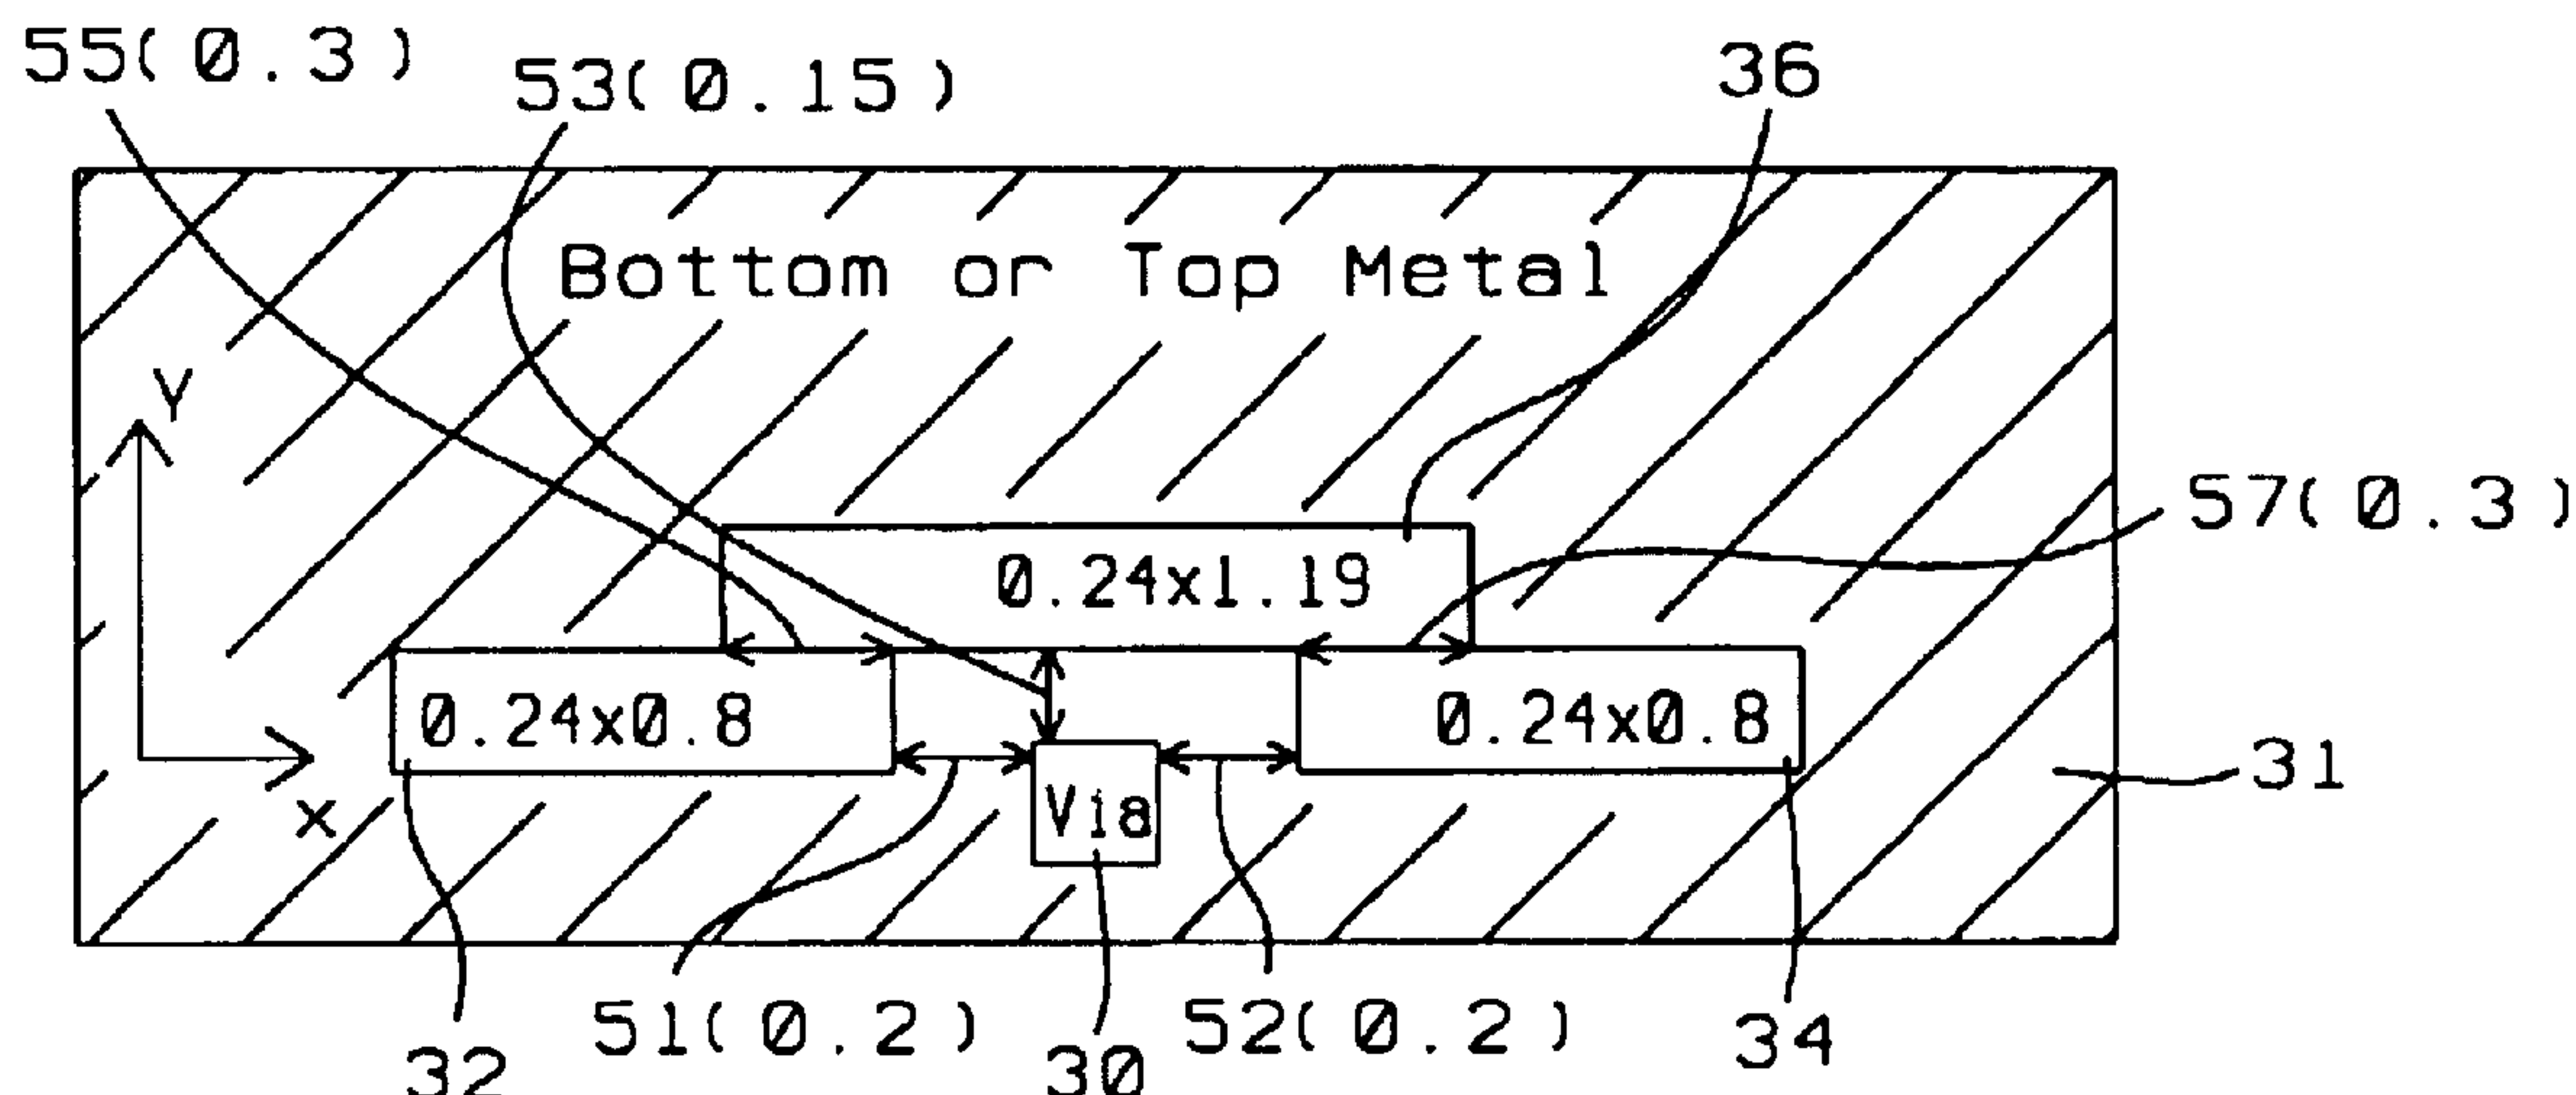 55(0.3)
53(0.15)
36
Bottom or Top Metal
Y
57(0.3)
0.24x1.19
0.24x0.8
0.24x0.8
31
Via
x
51(0.2)
52(0.2)
32
30
34